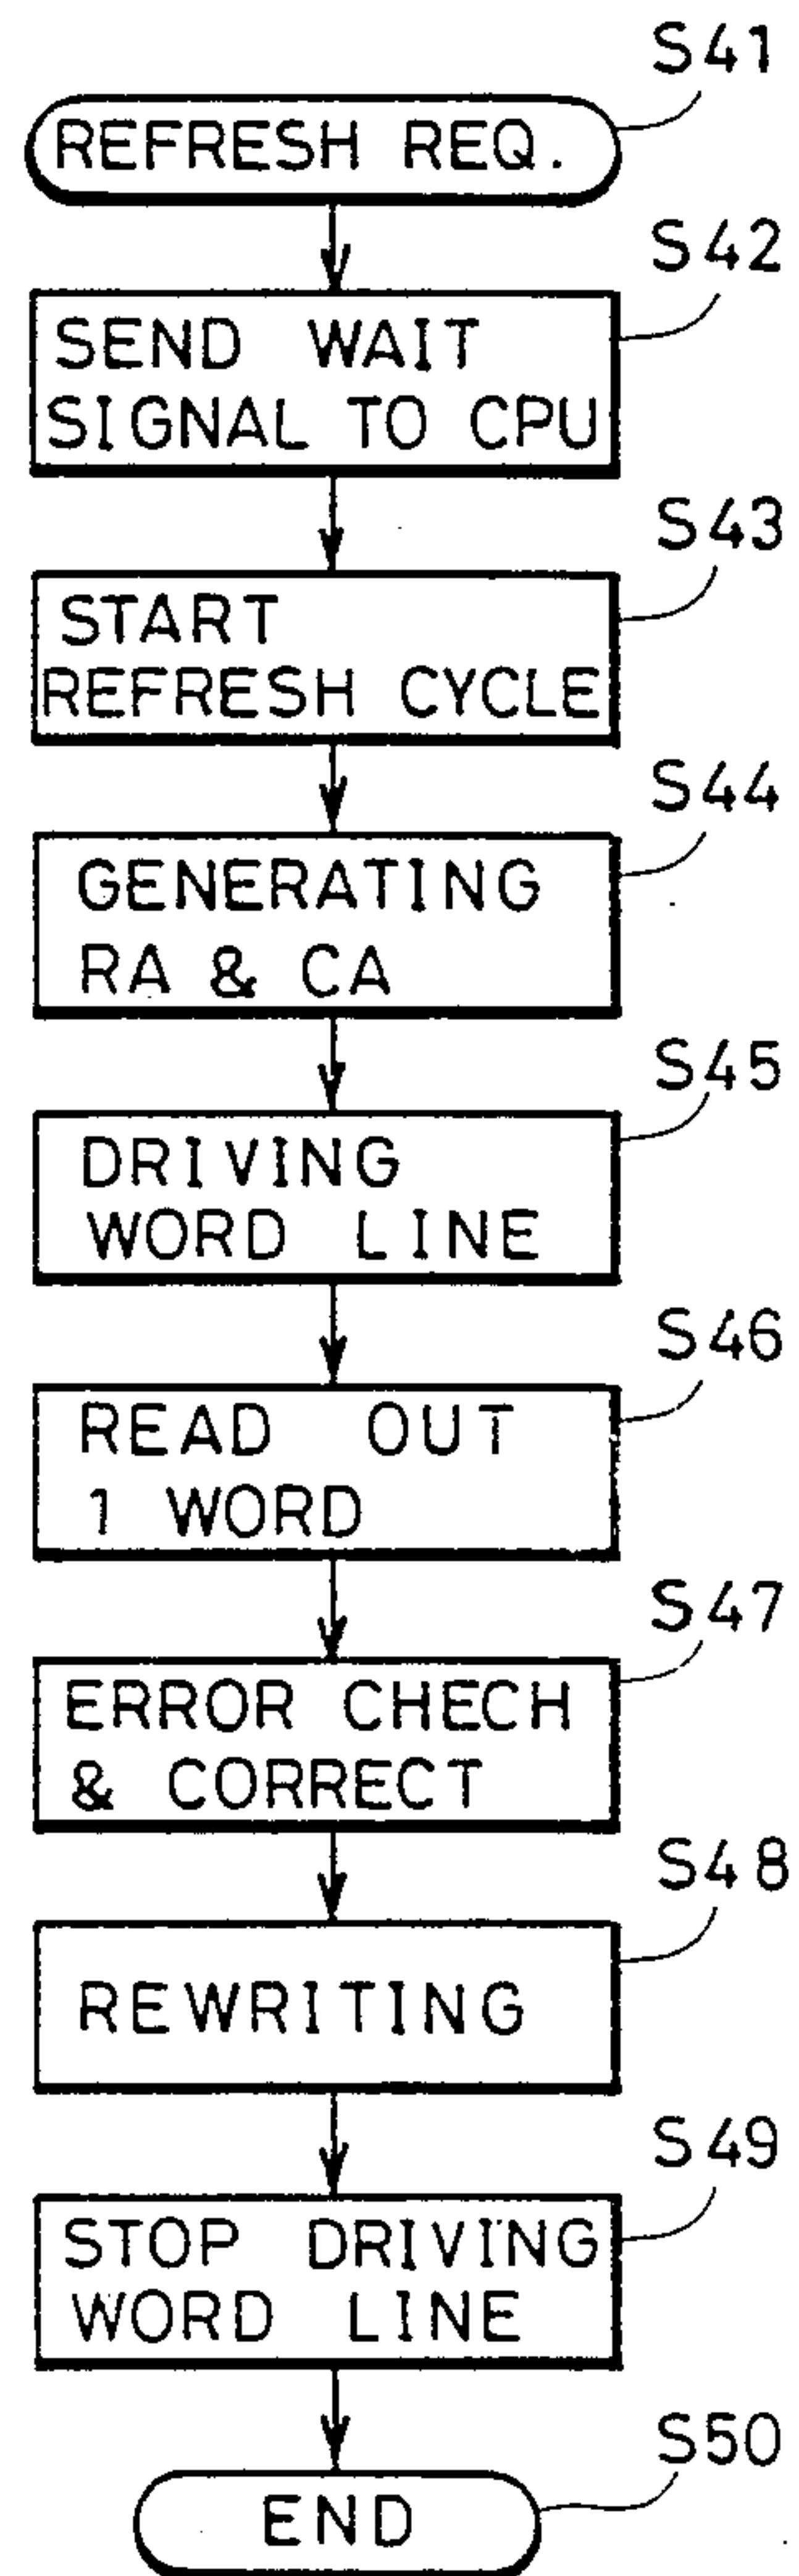 S41
REFRESH REQ.
S42
SEND WAIT
SIGNAL TO CPU
S43
START
REFRESH CYCLE
S44
GENERATING
RA & CA
S45
DRIVING
WORD LINE
S46
READ OUT
1 WORD
S47
ERROR CHECH
& CORRECT
S48
REWRITING
S49
STOP DRIVING
WORD LINE
S50
END